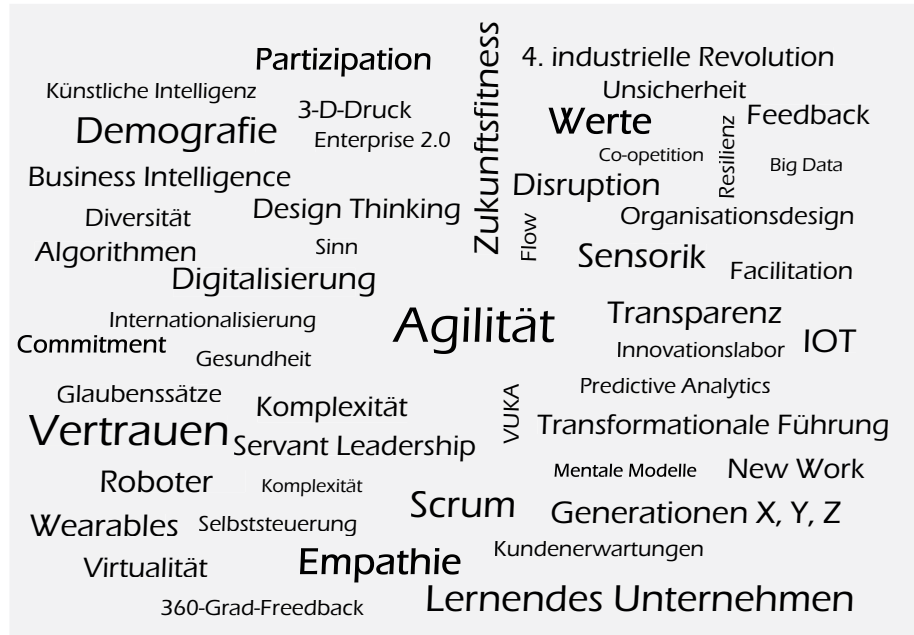 Partizipation
Zukunftsfitness
4. industrielle Revolution
Künstliche Intelligenz
Unsicherheit
3-D-Druck
Werte
Feedback
Demografie
Enterprise 2.0
Co-opetition
Resilienz
Big Data
Business Intelligence
Disruption
Diversität
Design Thinking
Organisationsdesign
Algorithmen
Sinn
Flow
Sensorik
Facilitation
Digitalisierung
Internationalisierung
Agilität
Transparenz
Commitment
Gesundheit
Innovationslabor
IOT
Glaubenssätze
Komplexität
VUKA
Predictive Analytics
Vertrauen
Servant Leadership
Transformationale Führung
Roboter
Komplexität
Mentale Modelle
New Work
Scrum
Generationen X, Y, Z
Wearables
Selbststeuerung
Virtualität
Empathie
Kundenerwartungen
360-Grad-Freedback
Lernendes Unternehmen